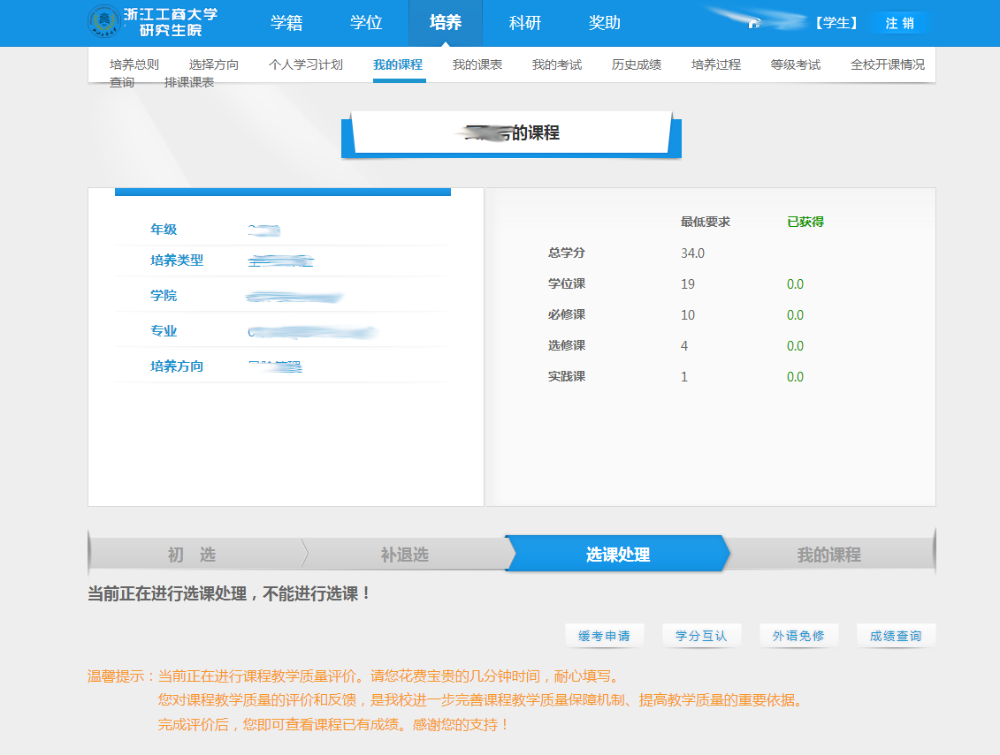 浙江工商大学
研究生院
学籍 学位 培养 科研 奖助 【学生】 注 销
培养总则 选择方向 个人学习计划 我的课程 我的课表 我的考试 历史成绩 培养过程 等级考试 全校开课情况
查询 排课课表
的课程
年级
培养类型
学院
专业
培养方向
最低要求 已获得
总学分 34.0
学位课 19 0.0
必修课 10 0.0
选修课 4 0.0
实践课 1 0.0
初 选 补退选 选课处理 我的课程
当前正在进行选课处理，不能进行选课！
缓考申请 学分互认 外语免修 成绩查询
温馨提示：当前正在进行课程教学质量评价。请您花费宝贵的几分钟时间，耐心填写。
您对课程教学质量的评价和反馈，是我校进一步完善课程教学质量保障机制、提高教学质量的重要依据。
完成评价后，您即可查看课程已有成绩。感谢您的支持！